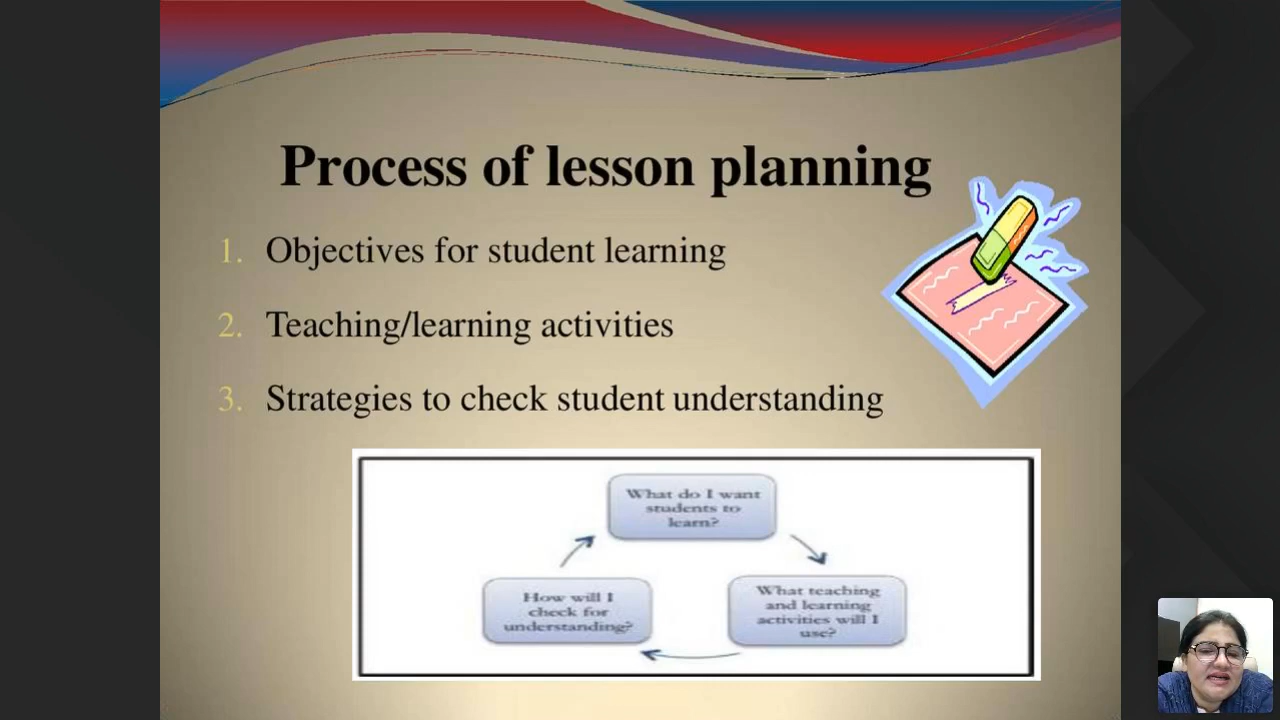 Process of lesson planning
1. Objectives for student learning
2. Teaching/learning activities
3. Strategies to check student understanding
What do I want
students to
learn?
What teaching
and learning
activities will I
use?
How will I
check for
understanding?